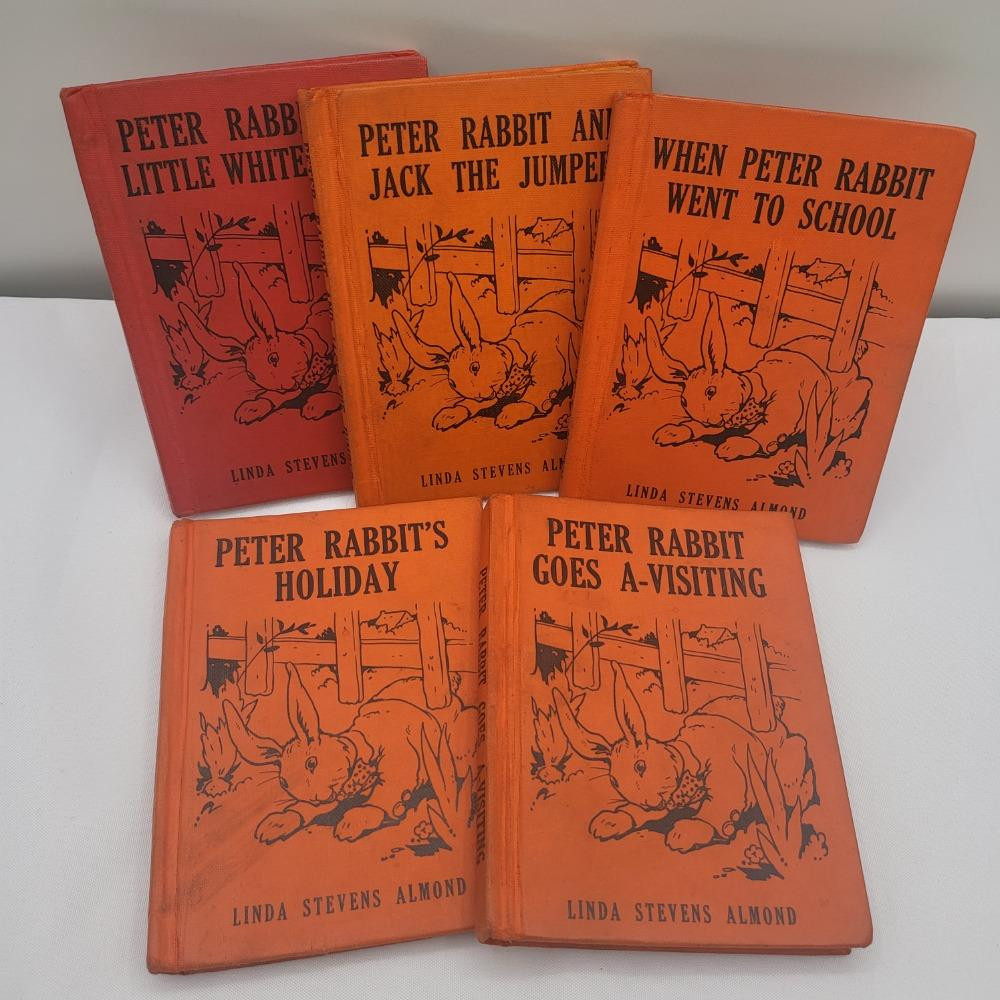 PETER RABB
LITTLE WHITE
LINDA STEVENS
PETER RABBIT AN
JACK THE JUMPE
LINDA STEVENS ALM
WHEN PETER RABBIT
WENT TO SCHOOL
LINDA STEVENS ALMOND
PETER RABBIT'S
HOLIDAY
LINDA STEVENS ALMOND
PETER RABBIT GOES A-VISITING
PETER RABBIT
GOES A-VISITING
LINDA STEVENS ALMOND